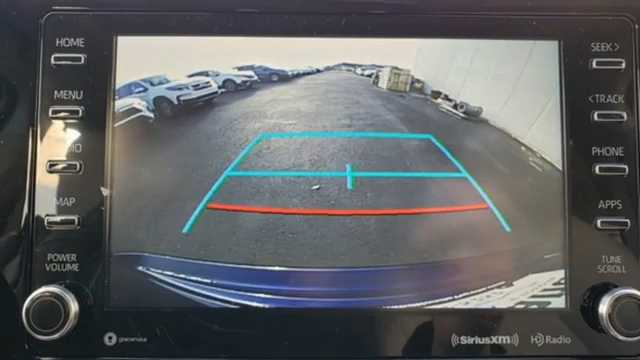 HOME
MENU
MAP
POWER
VOLUME
SEEK >
< TRACK
PHONE
APPS
TUNE
SCROLL
gracenote
((SiriusXM))
HD Radio